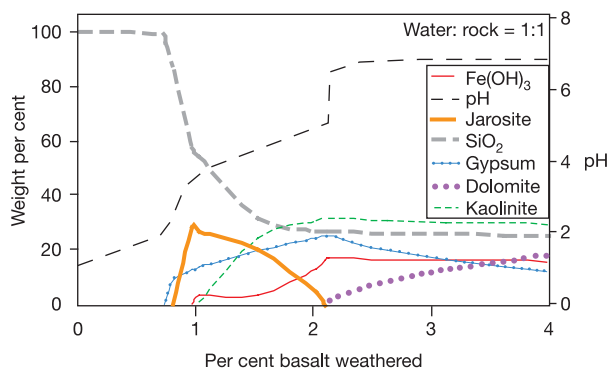 Water: rock = 1:1
Fe(OH)3
pH
Jarosite
SiO2
Gypsum
Dolomite
Kaolinite
Weight per cent
100
80
60
40
20
0
8
6
4
2
0
pH
0
1
2
3
4
Per cent basalt weathered